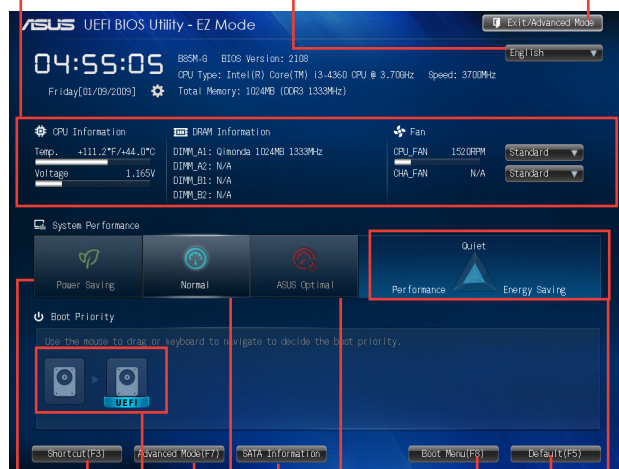 ASUS UEFI BIOS Utility - EZ Mode
Exit/Advanced Mode
04:55:05
Friday[01/09/2009]
B85M-G BIOS Version: 2108
CPU Type: Intel(R) Core(TM) i3-4360 CPU @ 3.70GHz Speed: 3700MHz
Total Memory: 1024MB (DDR3 1333MHz)
English
CPU Information
Temp. +111.2°F/+44.0°C
Voltage 1.165V
DRAM Information
DIMM_A1: Qimonda 1024MB 1333MHz
DIMM_A2: N/A
DIMM_B1: N/A
DIMM_B2: N/A
Fan
CPU_FAN 1520RPM Standard
CHA_FAN N/A Standard
System Performance
Power Saving
Normal
ASUS Optimal
Quiet
Performance
Energy Saving
Boot Priority
Use the mouse to drag or keyboard to navigate to decide the boot priority.
UEFI
Shortcut(F3)
Advanced Mode(F7)
SATA Information
Boot Menu(F8)
Default(F5)